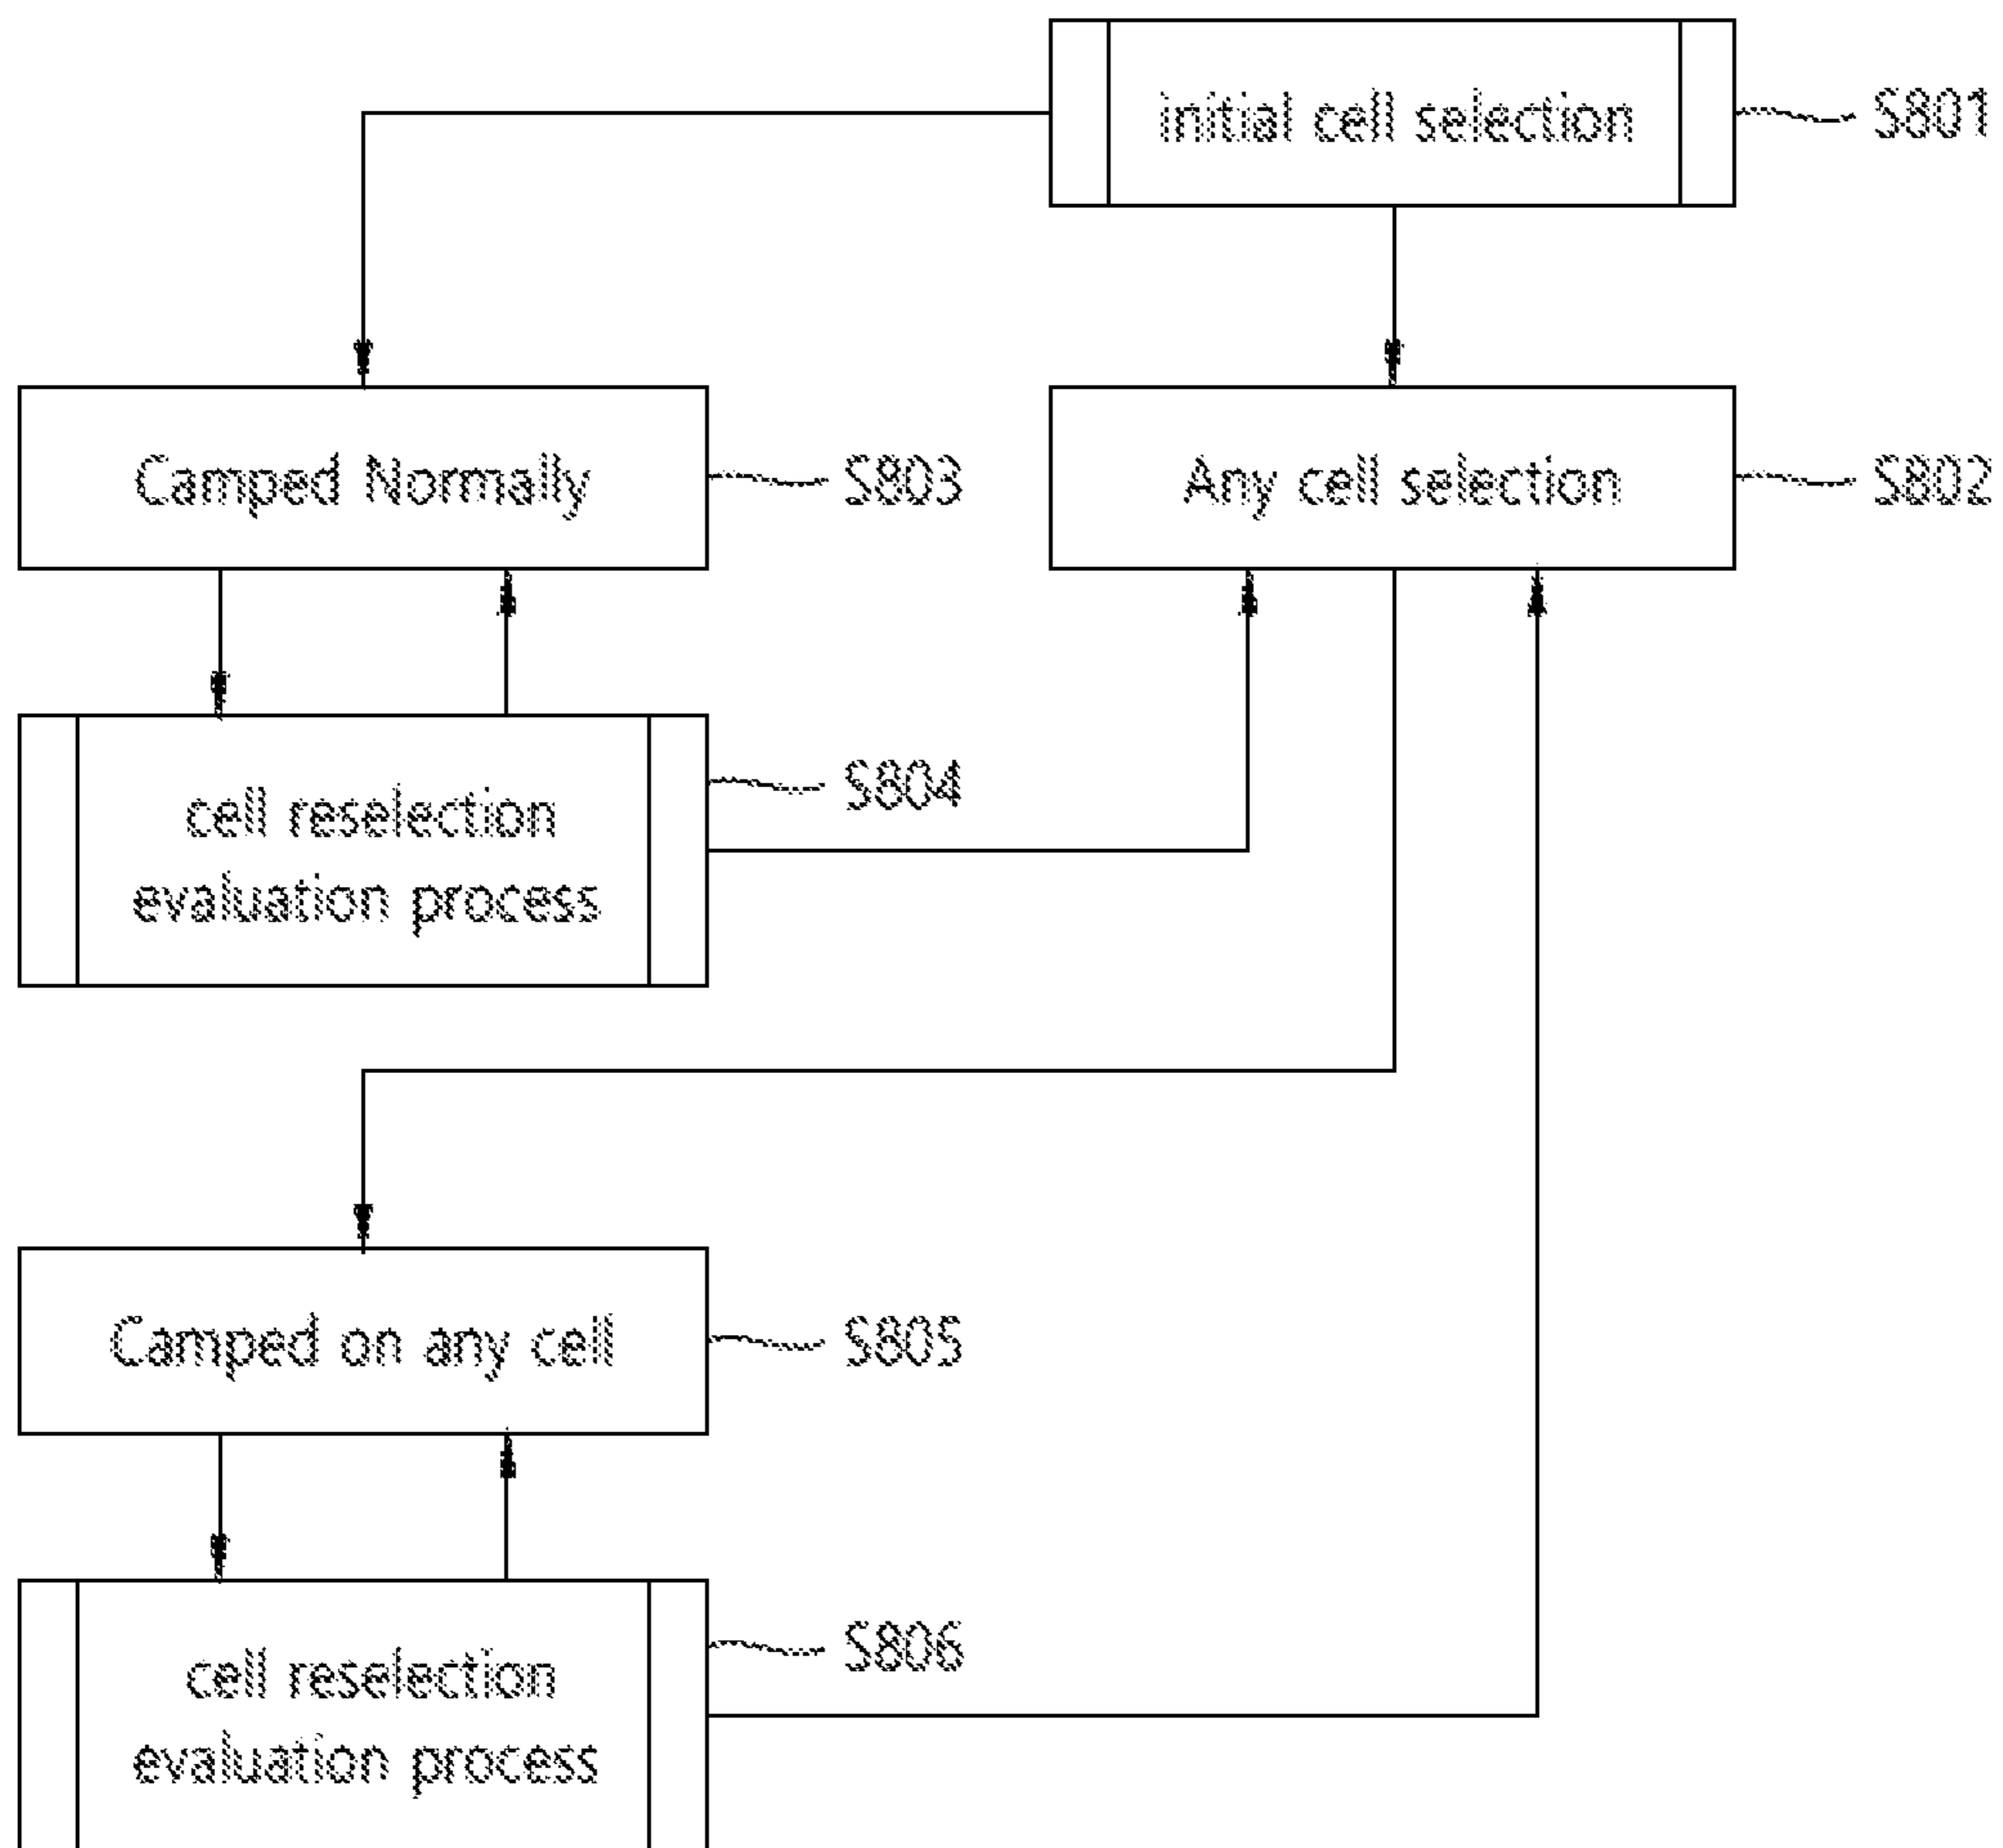 initial cell selection
S801
Camped Normally
S803
Any cell selection
S802
cell reselection
evaluation process
S804
Camped on any cell
S805
cell reselection
evaluation process
S806